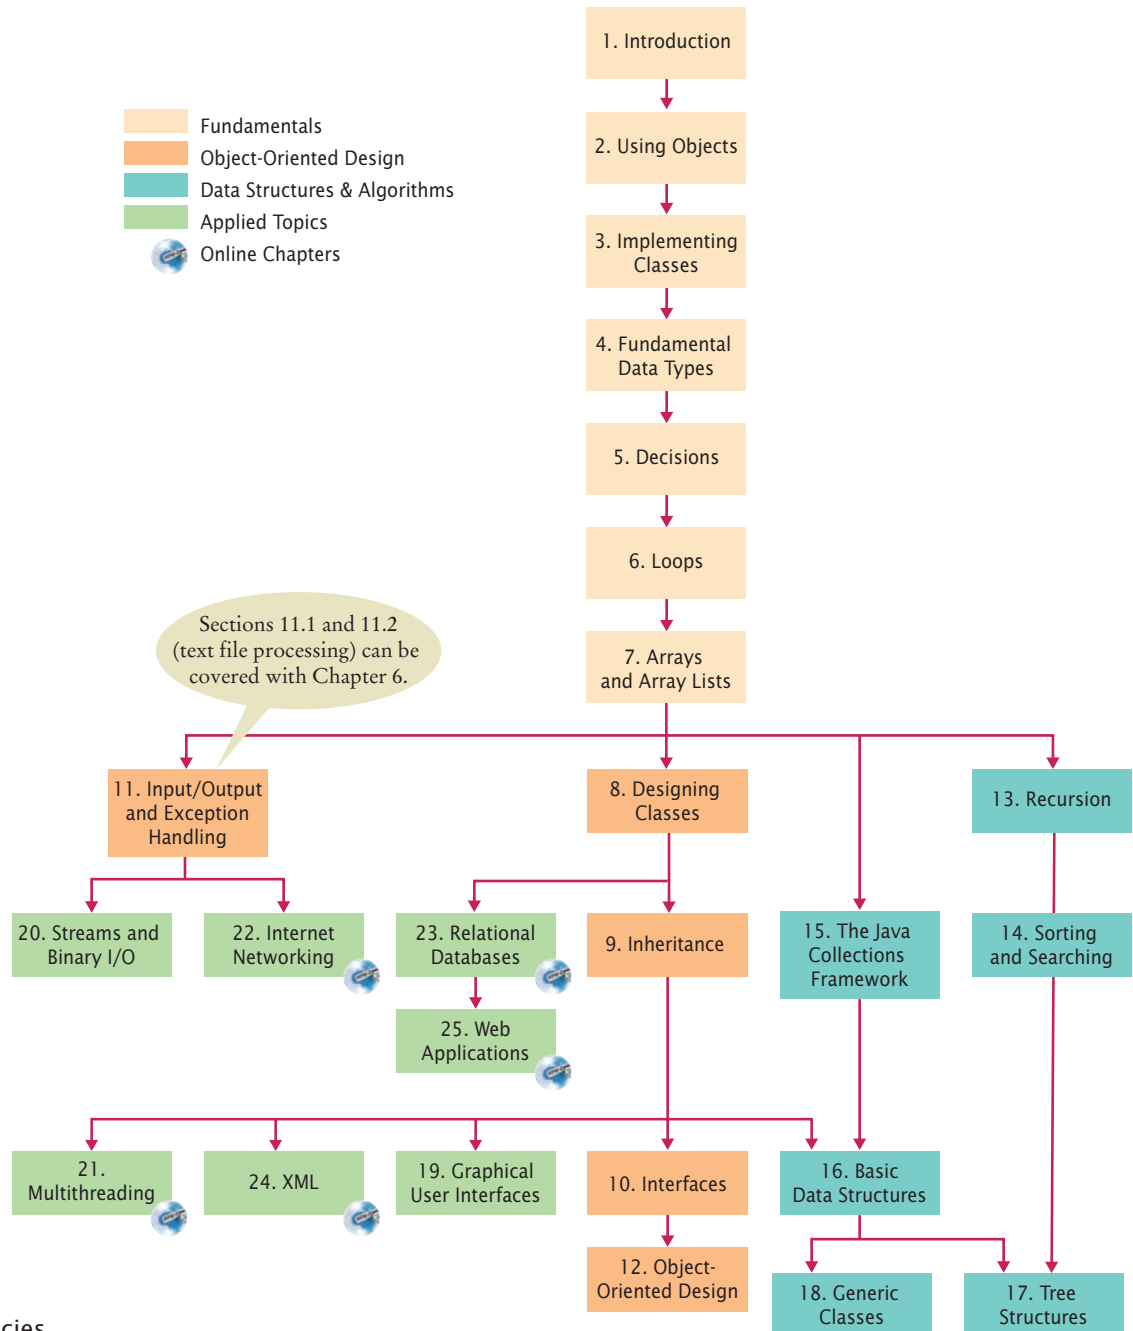 1. Introduction
Fundamentals
Object-Oriented Design
Data Structures & Algorithms
Applied Topics
Online Chapters
2. Using Objects
3. Implementing
Classes
4. Fundamental
Data Types
5. Decisions
6. Loops
Sections 11.1 and 11.2
(text file processing) can be
covered with Chapter 6.
7. Arrays
and Array Lists
11. Input/Output
and Exception
Handling
8. Designing
Classes
13. Recursion
20. Streams and
Binary I/O
22. Internet
Networking
23. Relational
Databases
9. Inheritance
15. The Java
Collections
Framework
14. Sorting
and Searching
25. Web
Applications
21.
Multithreading
24. XML
19. Graphical
User Interfaces
10. Interfaces
16. Basic
Data Structures
12. Object-
Oriented Design
18. Generic
Classes
17. Tree
Structures